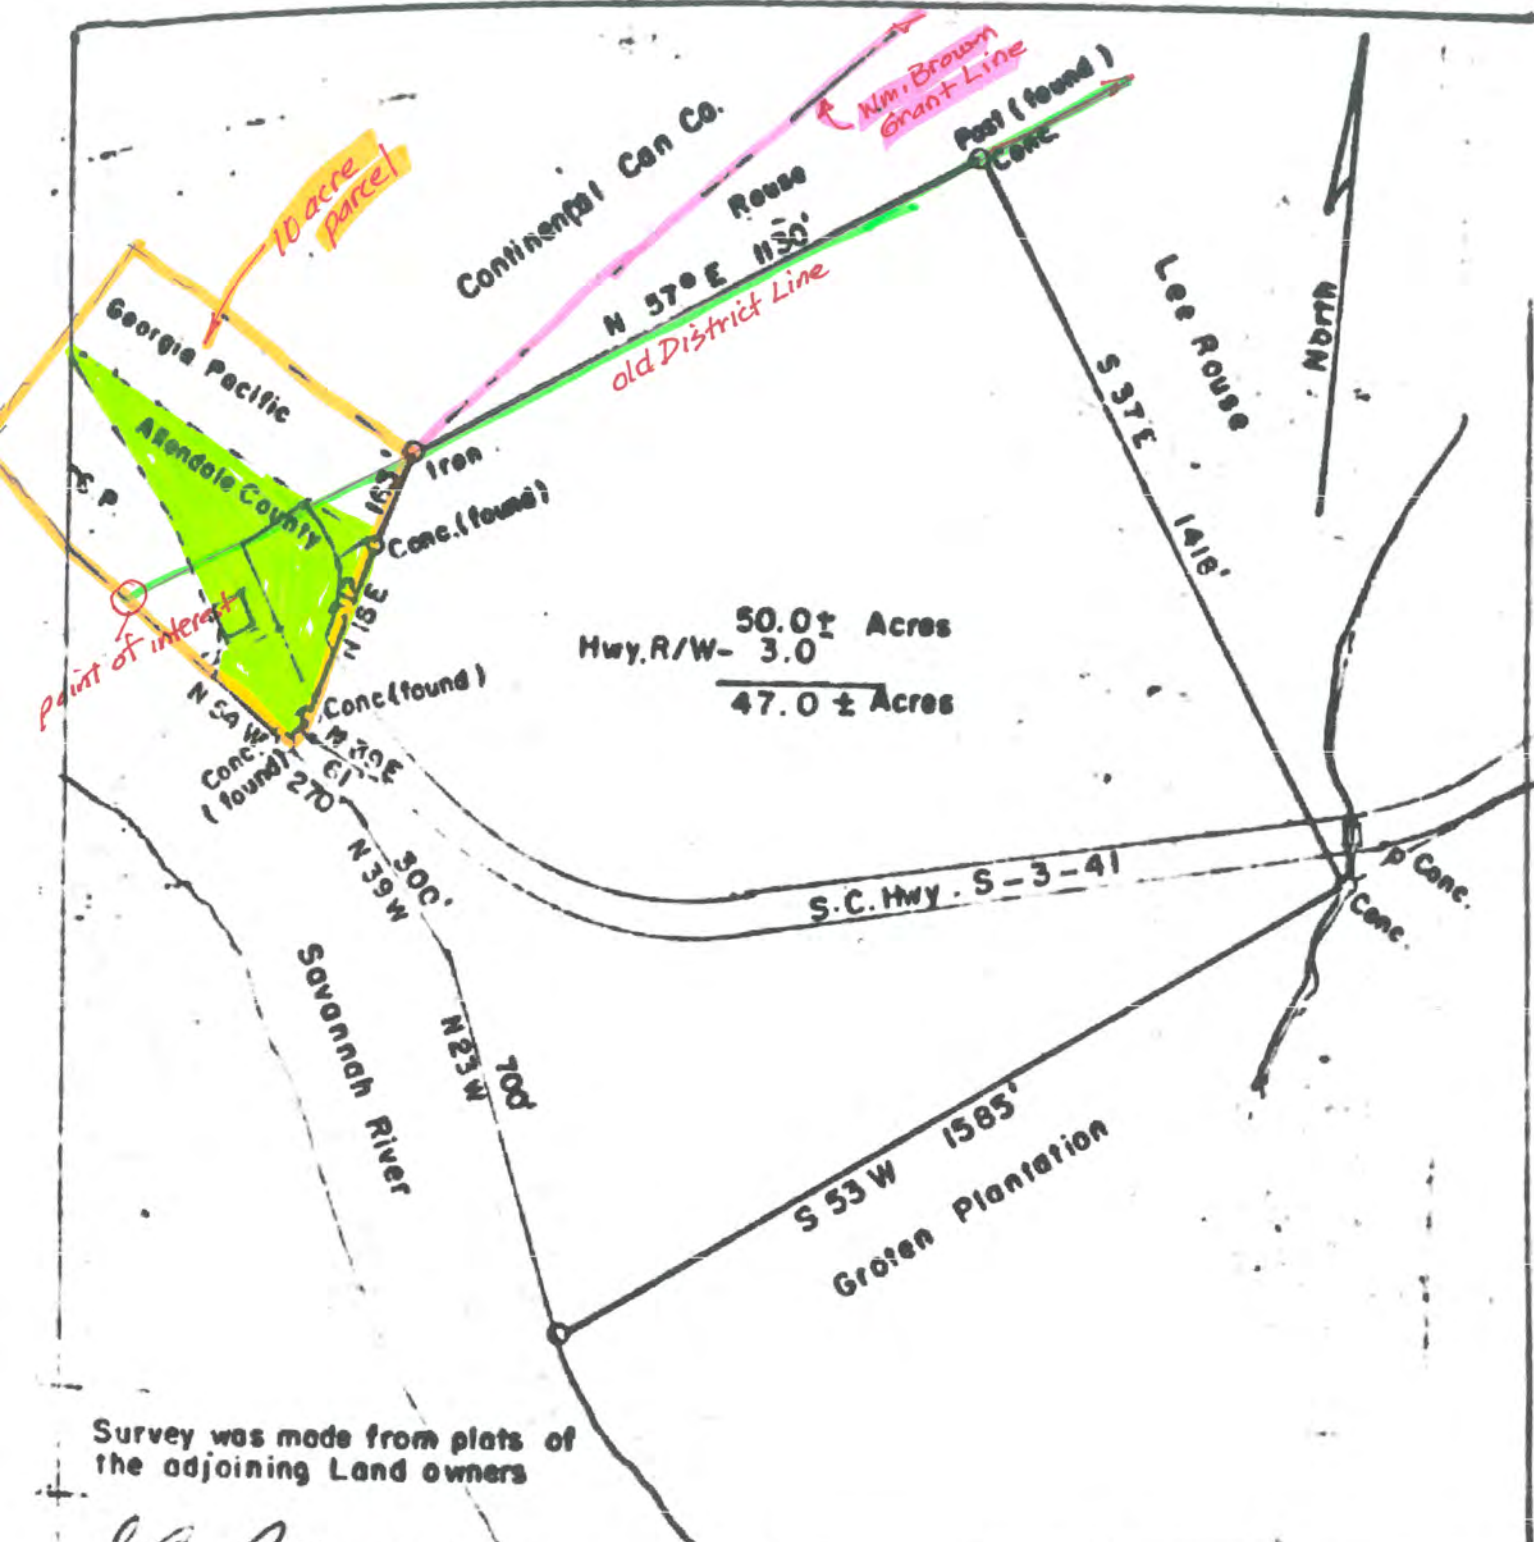 Wm. Brown
Grant Line
Post (found)
Conc.
Continental Can Co.
Rouse
N 57° E 1130'
old District Line
10 acre
parcel
Georgia Pacific
Allendale County
G P
165'
Iron
Conc. (found)
N 15 E
point of interest
Lee Rouse
North
S 37 E 1418'
50.0± Acres
Hwy. R/W- 3.0
47.0 ± Acres
N 54 W
Conc.
(found)
270'
Conc (found)
61'
N 39 W
300'
S.C. Hwy. S-3-41
Conc.
Conc.
Savannah River
N 23 W
700'
S 53 W 1585'
Groten Plantation
Survey was made from plats of
the adjoining Land owners